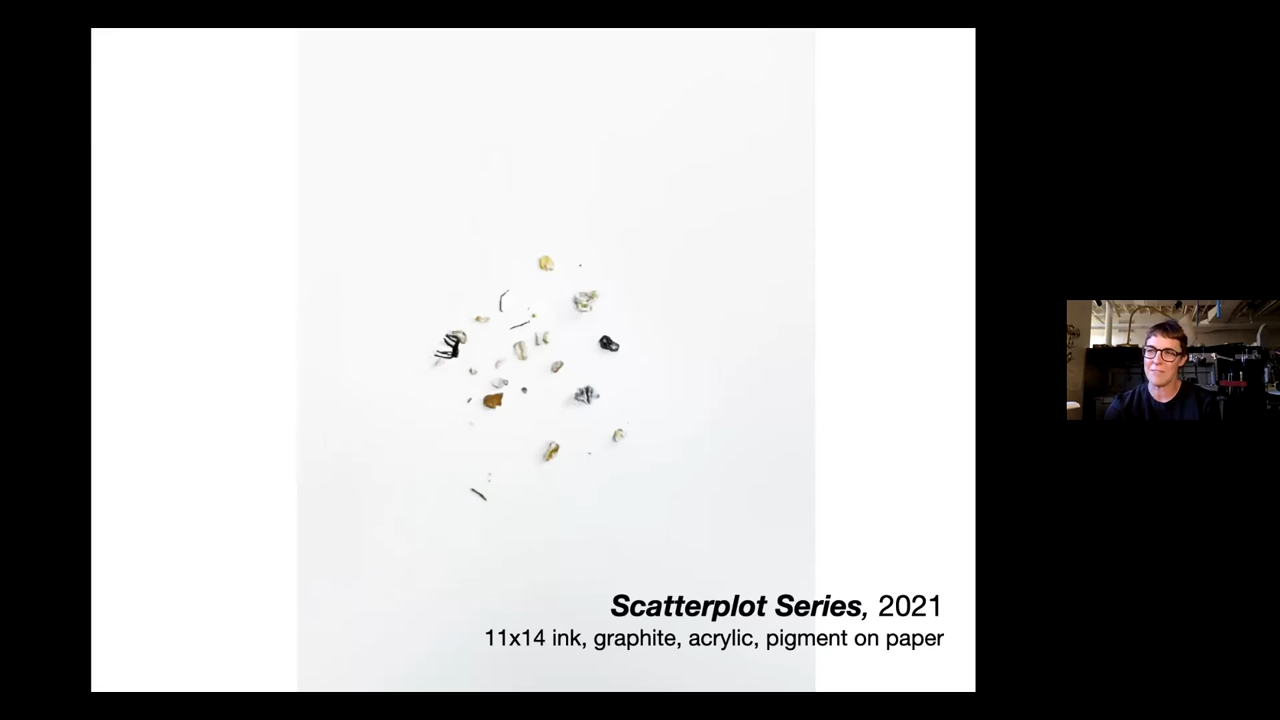 Scatterplot Series, 2021
11x14 ink, graphite, acrylic, pigment on paper